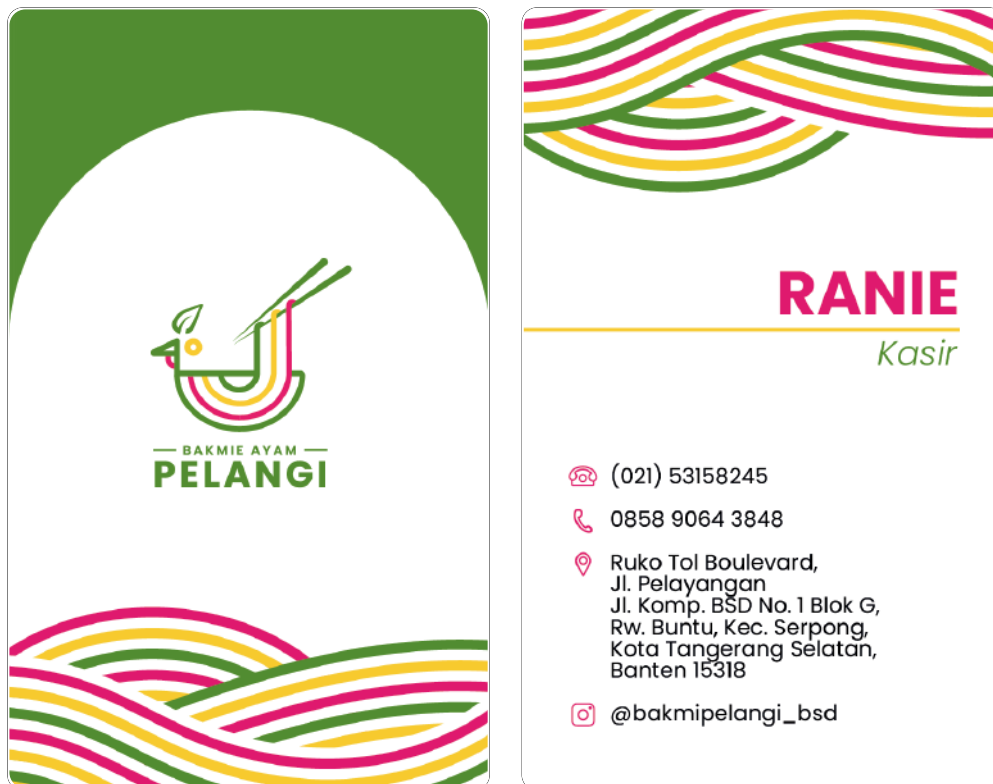 BAKMIE AYAM
PELANGI
RANIE
Kasir
(021) 53158245
0858 9064 3848
Ruko Tol Boulevard,
Jl. Pelayangan
Jl. Komp. BSD No. 1 Blok G,
Rw. Buntu, Kec. Serpong,
Kota Tangerang Selatan,
Banten 15318
@bakmipelangi_bsd